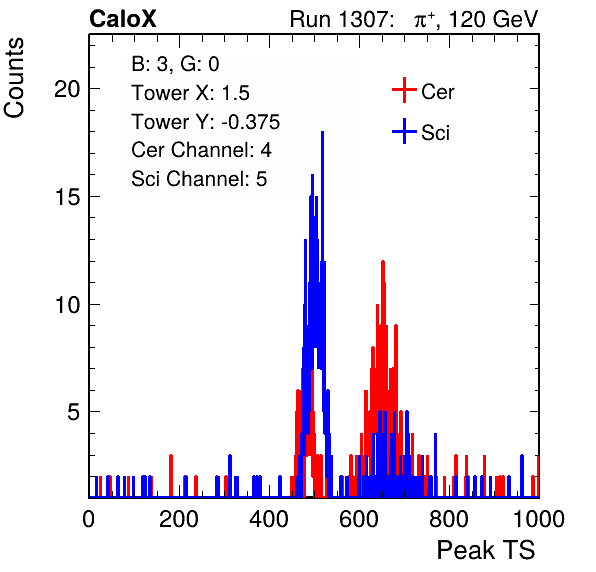 CaloX Run 1307: π⁺, 120 GeV
Counts
B: 3, G: 0
Tower X: 1.5
Tower Y: -0.375
Cer Channel: 4
Sci Channel: 5
Cer
Sci
20
15
10
5
0 200 400 600 800 1000
Peak TS